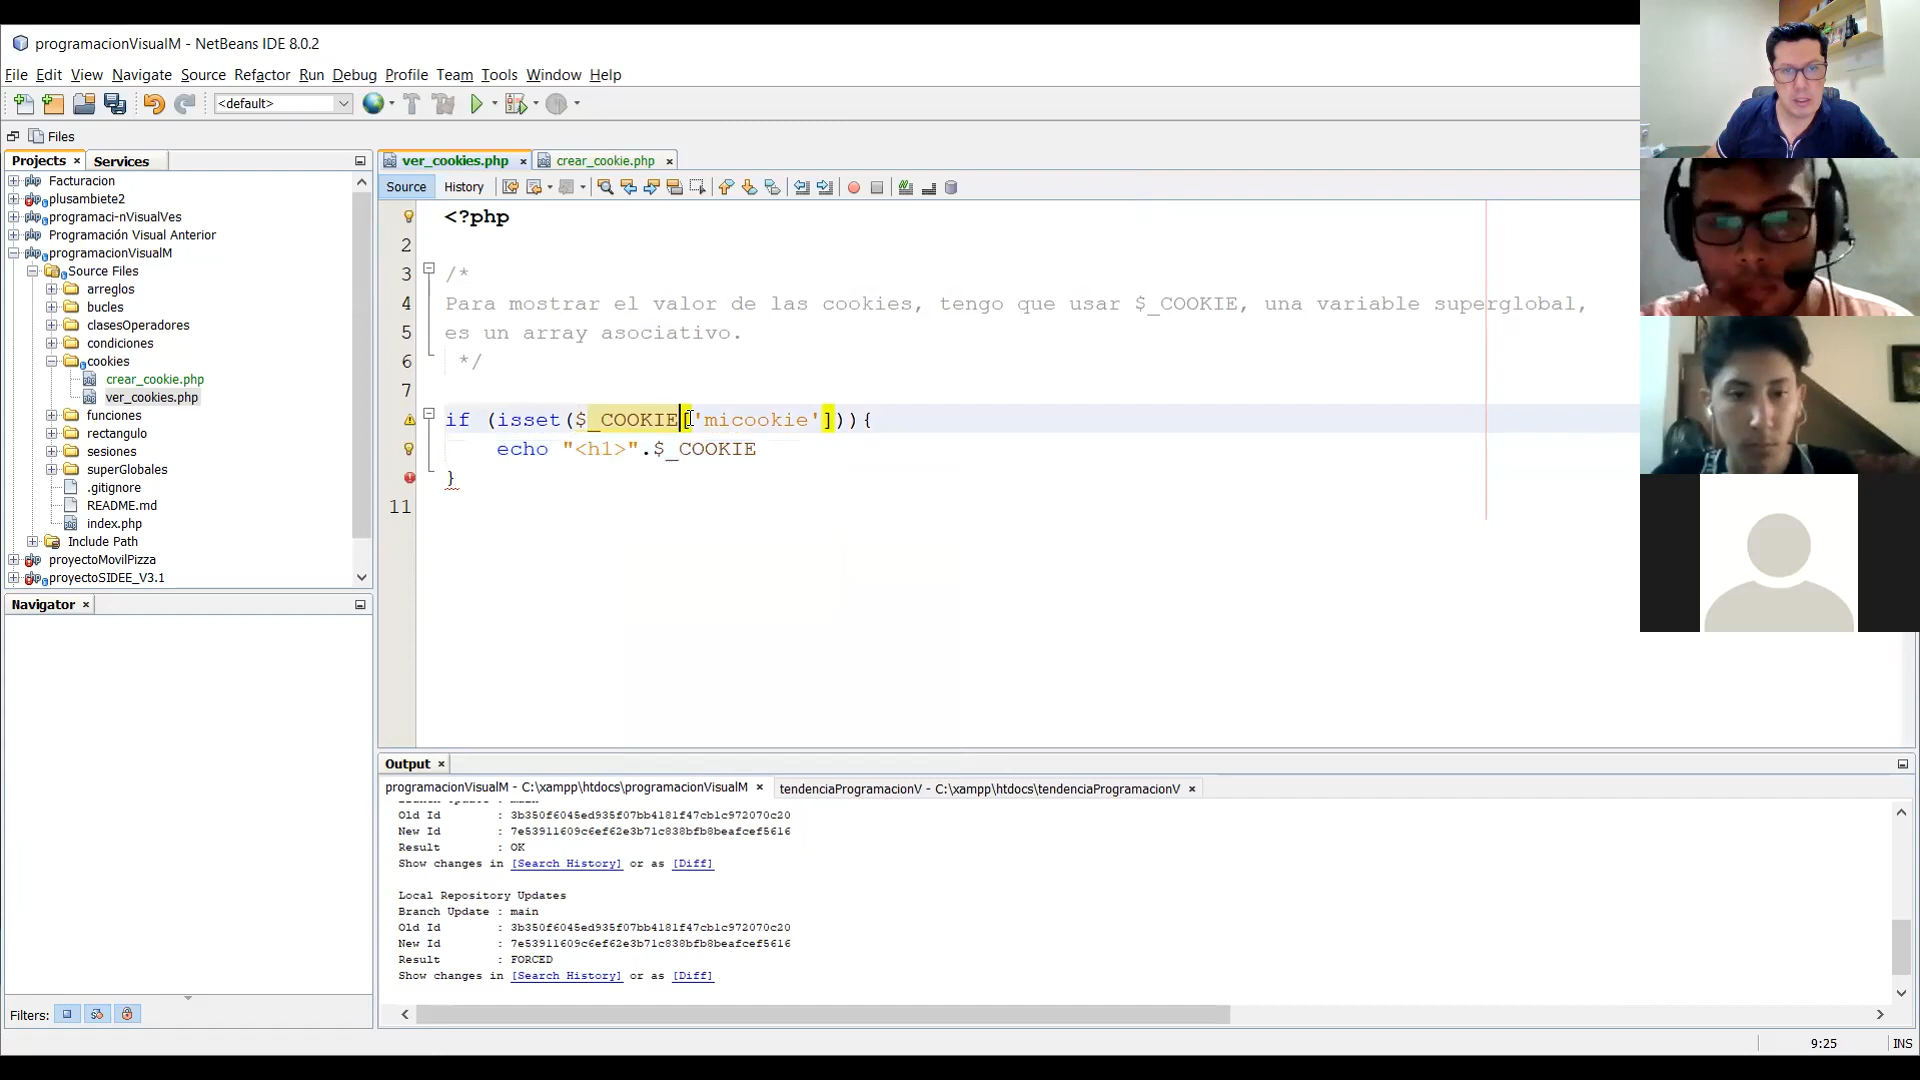 programacionVisualM - NetBeans IDE 8.0.2
File Edit View Navigate Source Refactor Run Debug Profile Team Tools Window Help
<default>
Files
Projects × Services
ver_cookies.php × crear_cookie.php ×
Source History
Facturacion
plusambiete2
programaci-nVisualVes
Programación Visual Anterior
programacionVisualM
Source Files
arreglos
bucles
clasesOperadores
condiciones
cookies
crear_cookie.php
ver_cookies.php
funciones
rectangulo
sesiones
superGlobales
.gitignore
README.md
index.php
Include Path
proyectoMovilPizza
proyectoSIDEE_V3.1
<?php
2
3 /*
4 Para mostrar el valor de las cookies, tengo que usar $_COOKIE, una variable superglobal,
5 es un array asociativo.
6 */
7
if (isset($_COOKIE['micookie'])){
echo "<h1>".$_COOKIE
}
11
Navigator ×
Filters:
Output ×
programacionVisualM - C:\xampp\htdocs\programacionVisualM × tendenciaProgramacionV - C:\xampp\htdocs\tendenciaProgramacionV ×
Branch Update : main
Old Id : 3b350f6045ed935f07bb4181f47cb1c972070c20
New Id : 7e53911609c6ef62e3b71c838bfb8beafcef5616
Result : OK
Show changes in [Search History] or as [Diff]
Local Repository Updates
Branch Update : main
Old Id : 3b350f6045ed935f07bb4181f47cb1c972070c20
New Id : 7e53911609c6ef62e3b71c838bfb8beafcef5616
Result : FORCED
Show changes in [Search History] or as [Diff]
9:25 INS